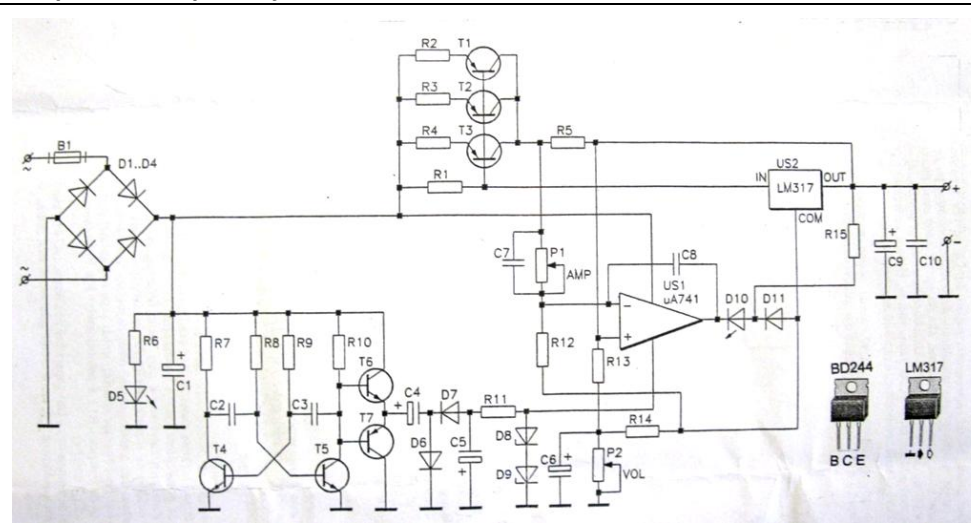 R2 T1
R3 T2
R4 T3
R5
R1
US2
IN LM317 OUT
COM
B1
D1..D4
~
~
+
-
R15
+
C9 C10
C7 P1
AMP
C8
US1
uA741
-
+
D10 D11
R12
R13
R6
D5
+
C1
R7 R8 R9 R10
T6
C2 C3
T7
T4 T5
+ C4 D7
D6
C5
+
R11
D8
D9
+
C6
R14
P2
VOL
BD244 LM317
B C E